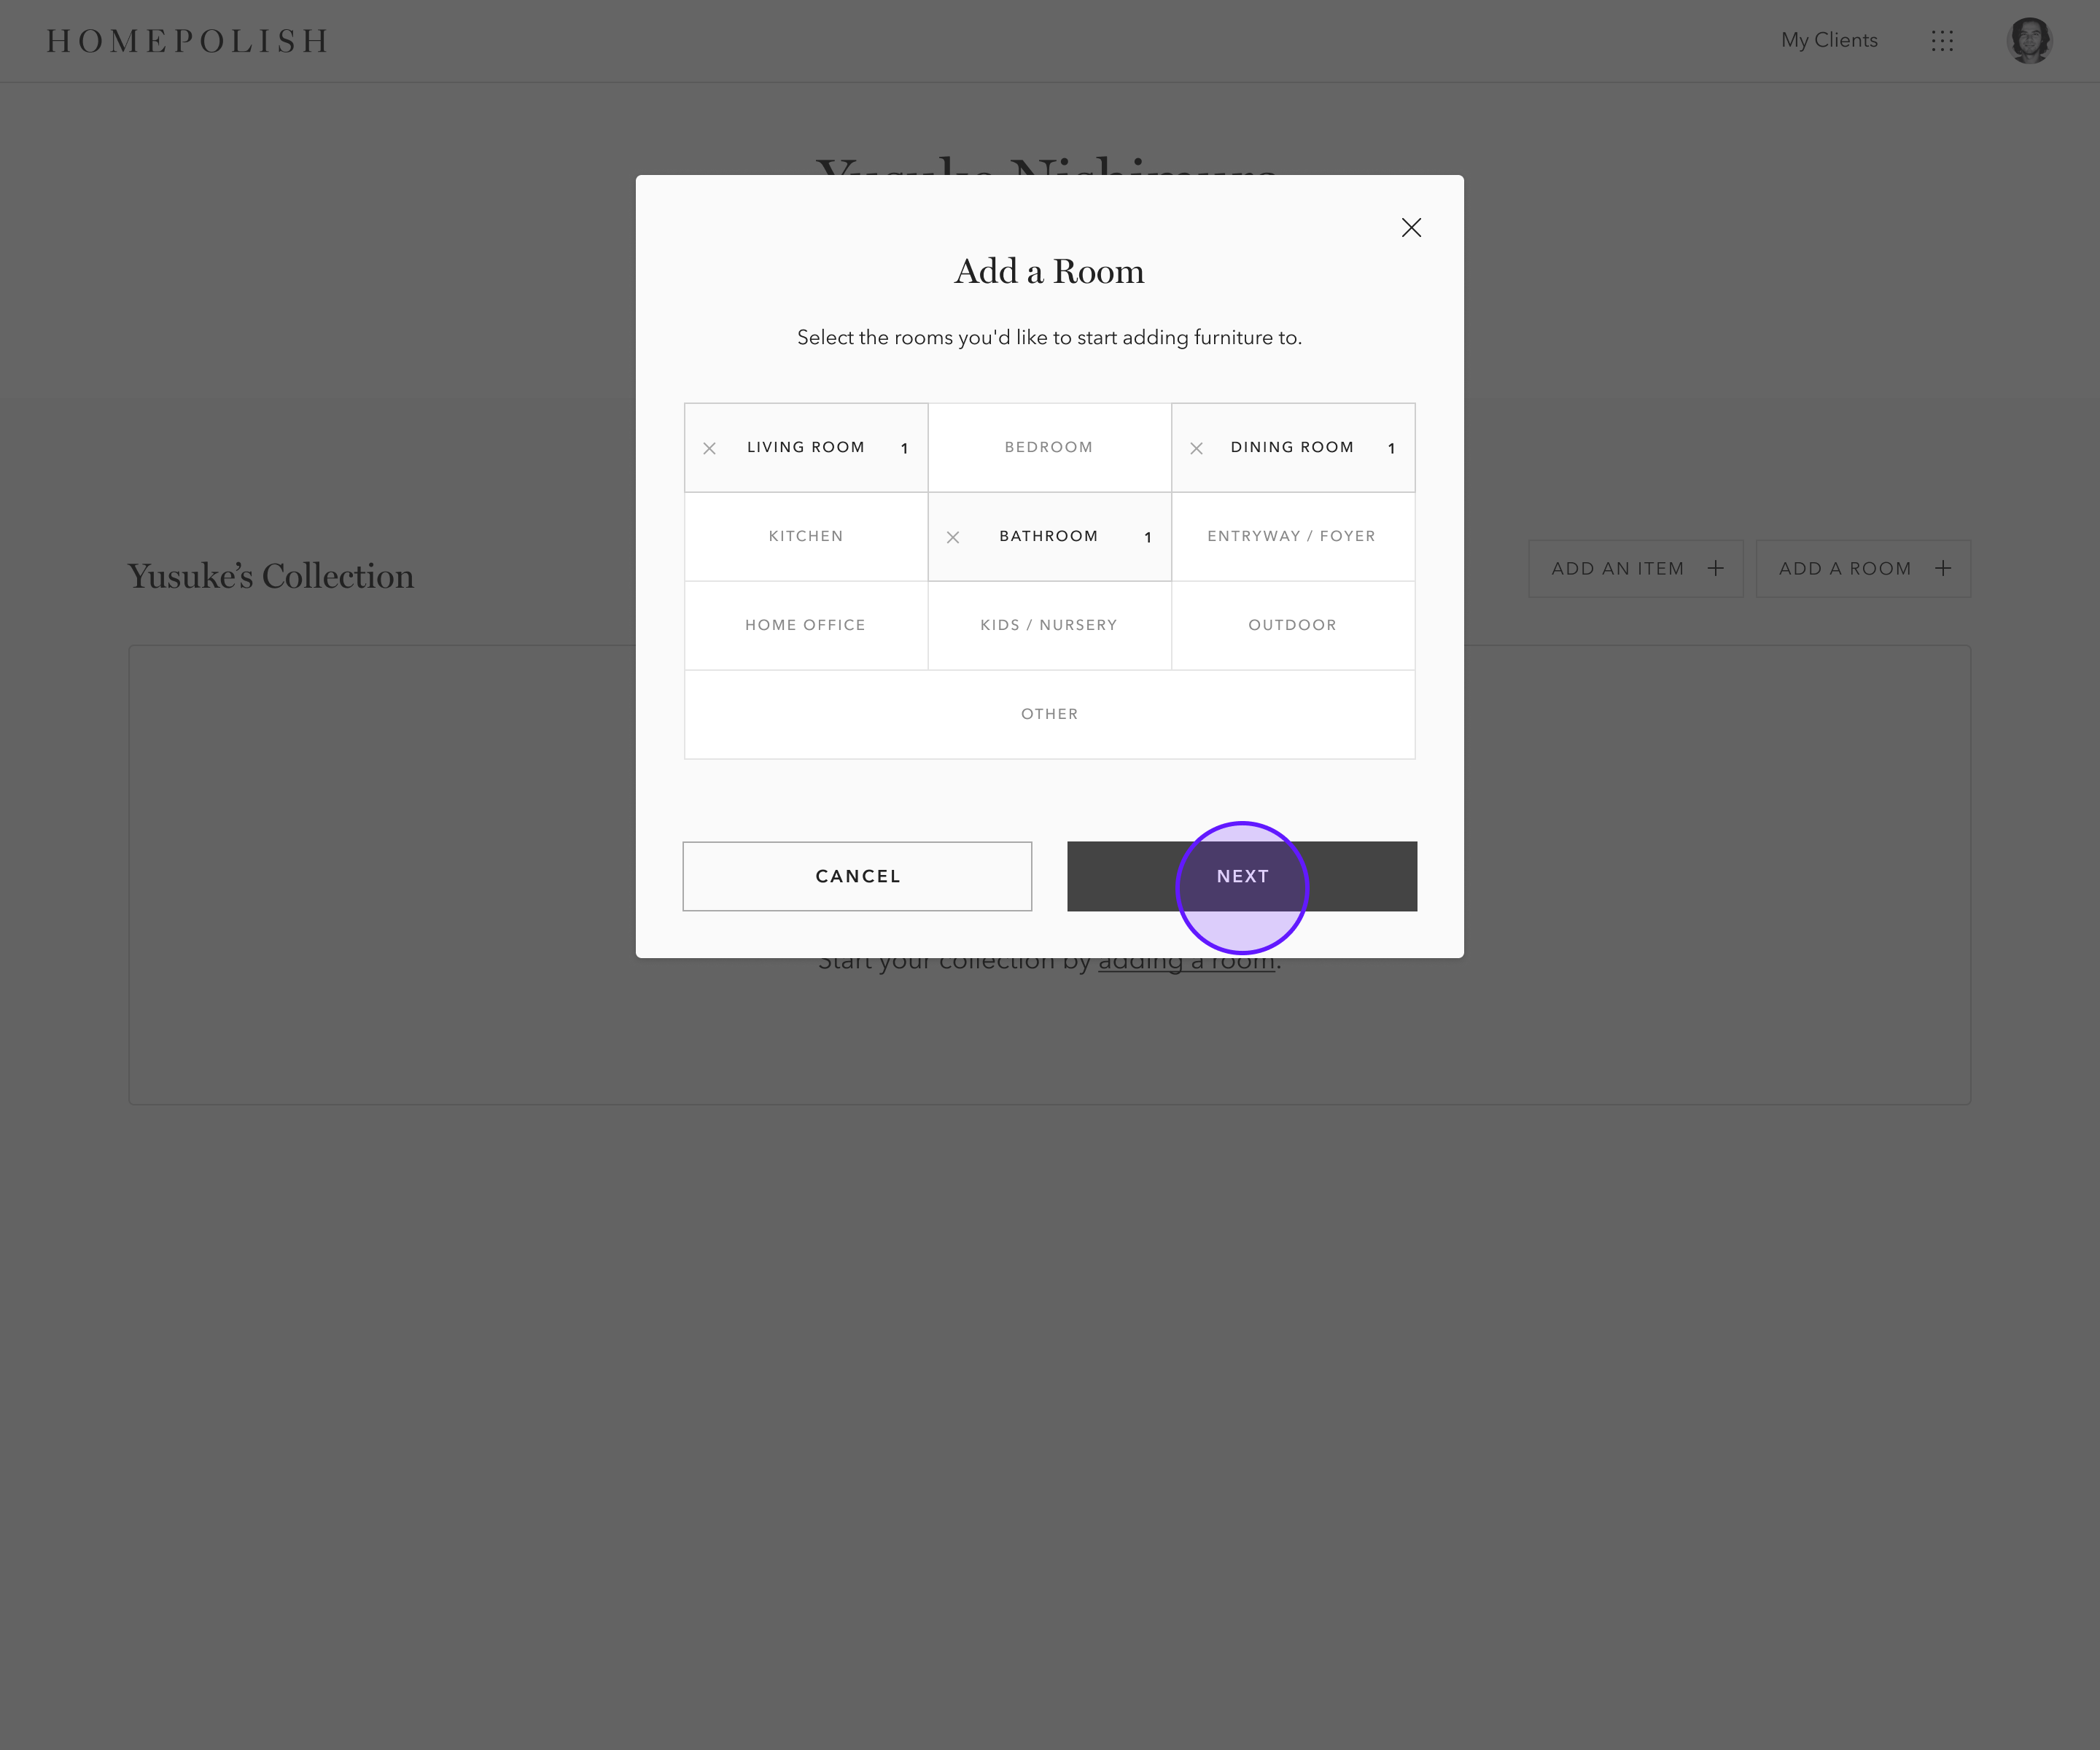 HOMEPOLISH
My Clients
Yusuke Nishimura
Add a Room
Select the rooms you'd like to start adding furniture to.
LIVING ROOM 1
BEDROOM
DINING ROOM 1
KITCHEN
BATHROOM 1
ENTRYWAY / FOYER
HOME OFFICE
KIDS / NURSERY
OUTDOOR
OTHER
CANCEL
NEXT
Yusuke’s Collection
ADD AN ITEM
ADD A ROOM
Start your collection by adding a room.